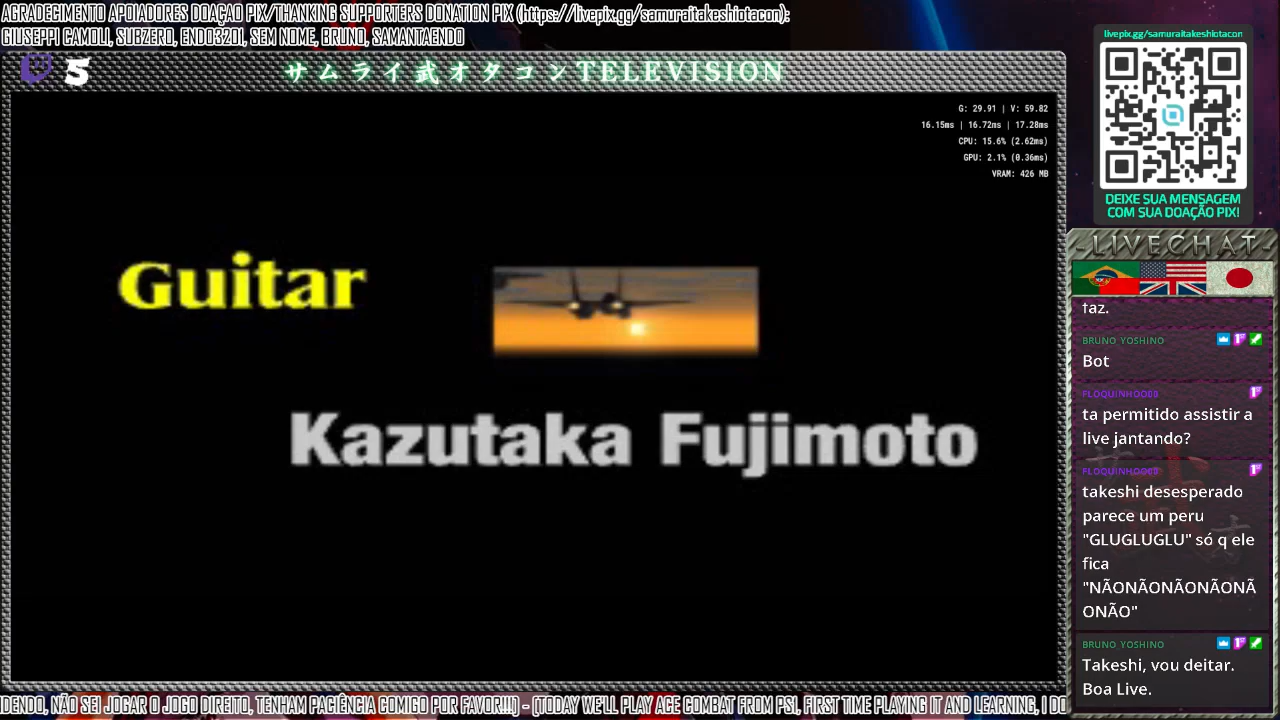 AGRADECIMENTO APOIADORES DOAÇÃO PIX/THANKING SUPPORTERS DONATION PIX (https://livepix.gg/samuraitakeshiotacon):
GIUSEPPI CAMOLI, SUBZERO, ENDO3201, SEM NOME, BRUNO, SAMANTAENDO
5
サムライ武オタコンTELEVISION
G: 29.91 | V: 59.82
16.15ms | 16.72ms | 17.28ms
CPU: 15.6% (2.62ms)
GPU: 2.1% (0.36ms)
VRAM: 426 MB
Guitar
Kazutaka Fujimoto
livepix.gg/samuraitakeshiotacon
DEIXE SUA MENSAGEM
COM SUA DOAÇÃO PIX!
-LIVECHAT-
faz.
BRUNO_YOSHINO
Bot
ta permitido assistir a
live jantando?
takeshi desesperado
parece um peru
"GLUGLUGLU" só q ele
fica
"NÃONÃONÃONÃONÃ
ONÃO"
BRUNO_YOSHINO
Takeshi, vou deitar.
Boa Live.
DENDO, NÃO SEI JOGAR O JOGO DIREITO, TENHAM PACIÊNCIA COMIGO POR FAVOR!!!) - [TODAY WE'LL PLAY ACE COMBAT FROM PS1, FIRST TIME PLAYING IT AND LEARNING, I DO